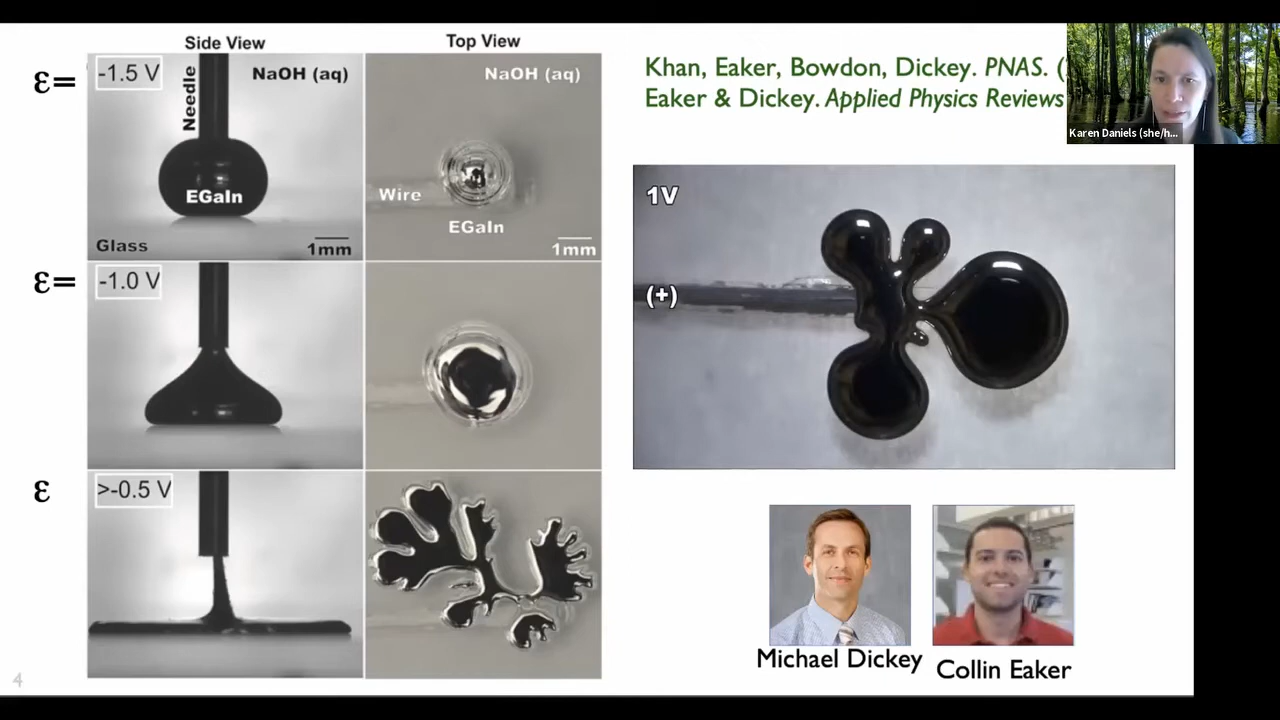 Side View
Top View
ε= -1.5 V
Needle
NaOH (aq)
EGaIn
Glass
1mm
NaOH (aq)
Wire
EGaIn
1mm
ε= -1.0 V
ε >-0.5 V
Khan, Eaker, Bowdon, Dickey. PNAS. (
Eaker & Dickey. Applied Physics Reviews
Karen Daniels (she/h...
1V
(+)
Michael Dickey
Collin Eaker
4